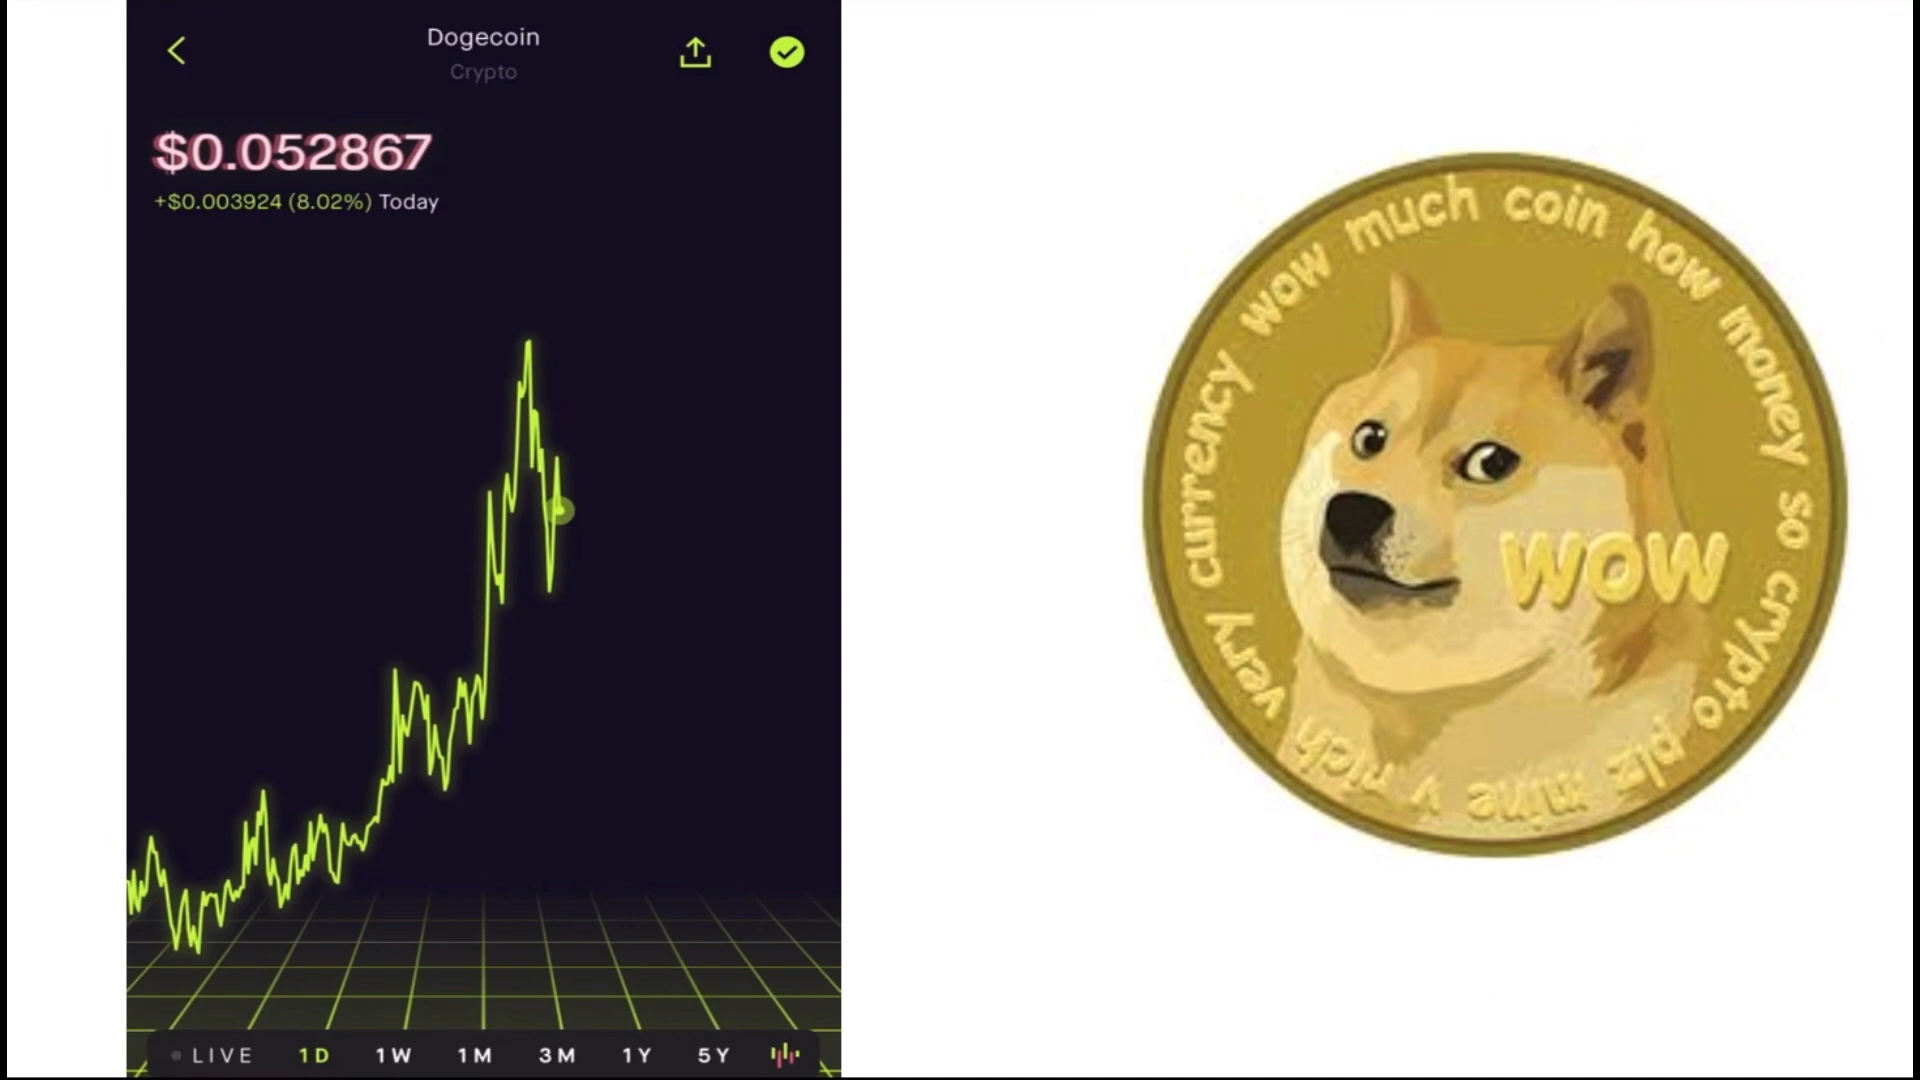 Dogecoin
Crypto
$0.052867
+$0.003924 (8.02%) Today
LIVE 1D 1W 1M 3M 1Y 5Y
very currency wow much coin how money so crypto plz mine v rich
wow